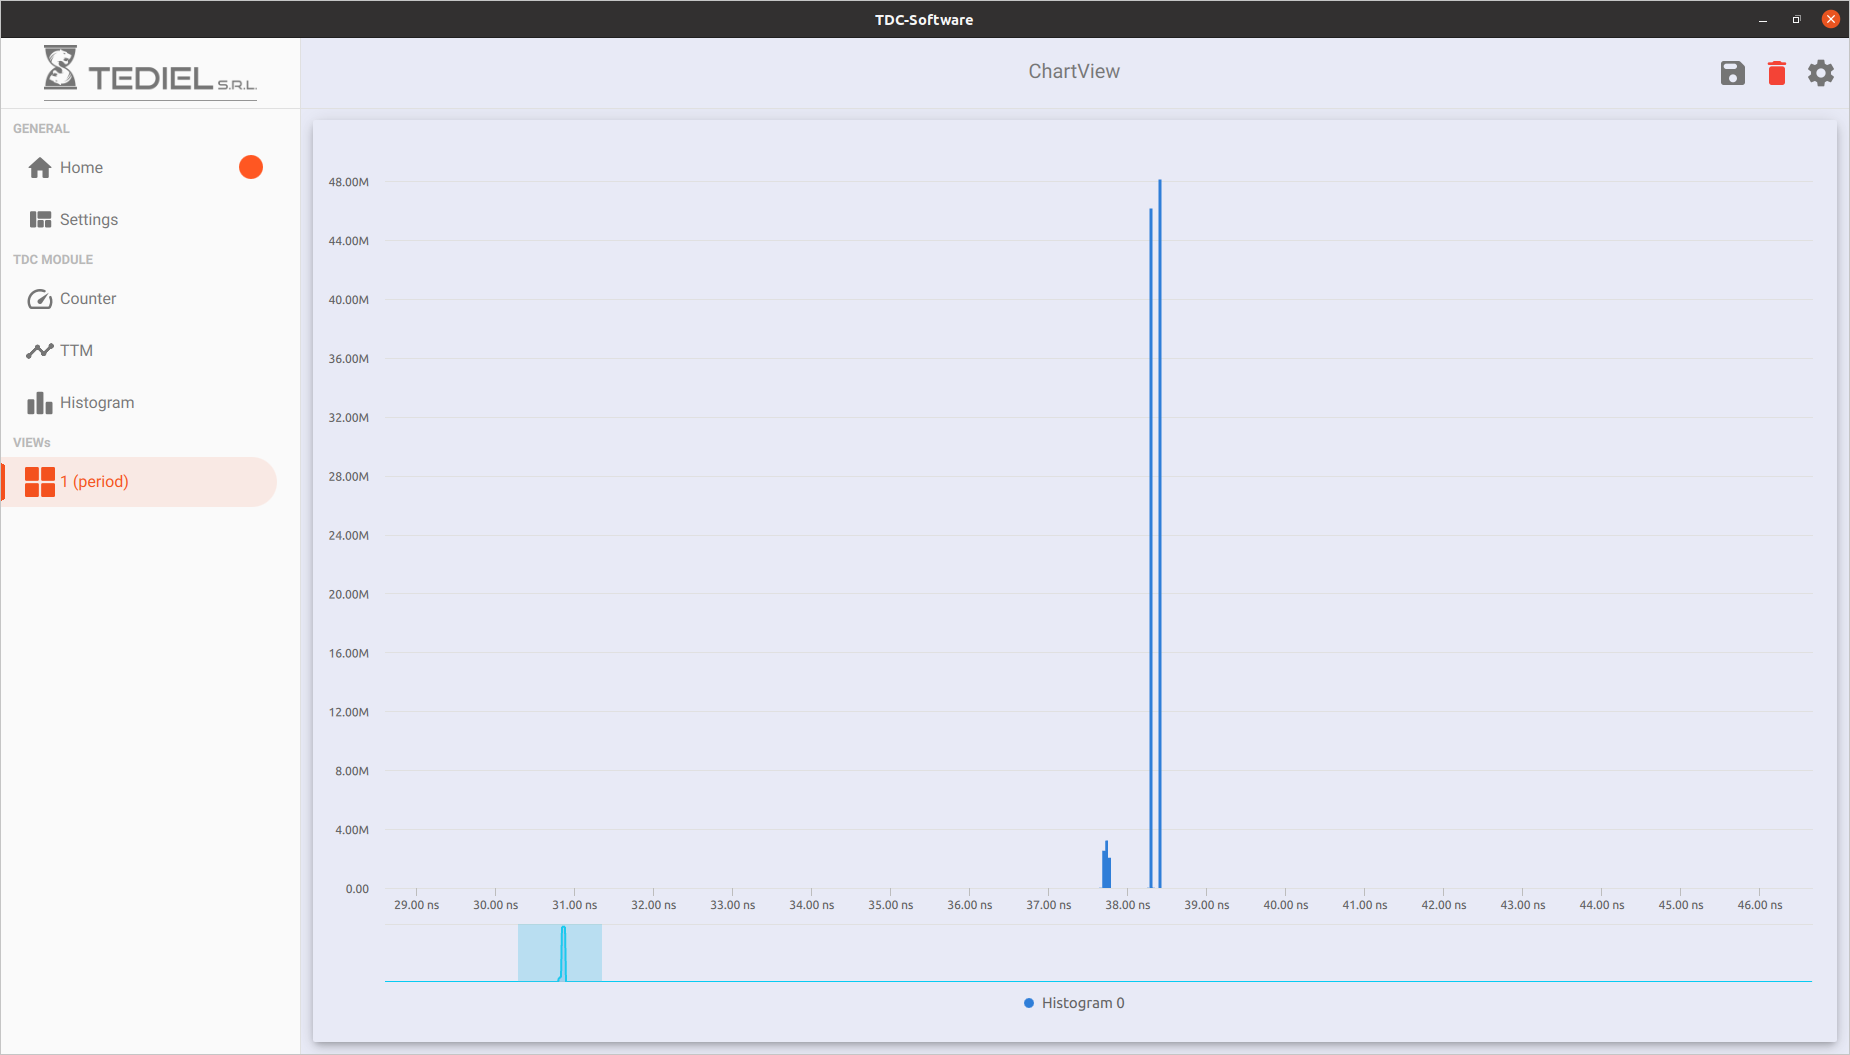 TDC-Software
TEDIEL S.R.L.
ChartView
GENERAL
Home
Settings
TDC MODULE
Counter
TTM
Histogram
VIEWs
1 (period)
48.00M
44.00M
40.00M
36.00M
32.00M
28.00M
24.00M
20.00M
16.00M
12.00M
8.00M
4.00M
0.00
29.00 ns 30.00 ns 31.00 ns 32.00 ns 33.00 ns 34.00 ns 35.00 ns 36.00 ns 37.00 ns 38.00 ns 39.00 ns 40.00 ns 41.00 ns 42.00 ns 43.00 ns 44.00 ns 45.00 ns 46.00 ns
Histogram 0